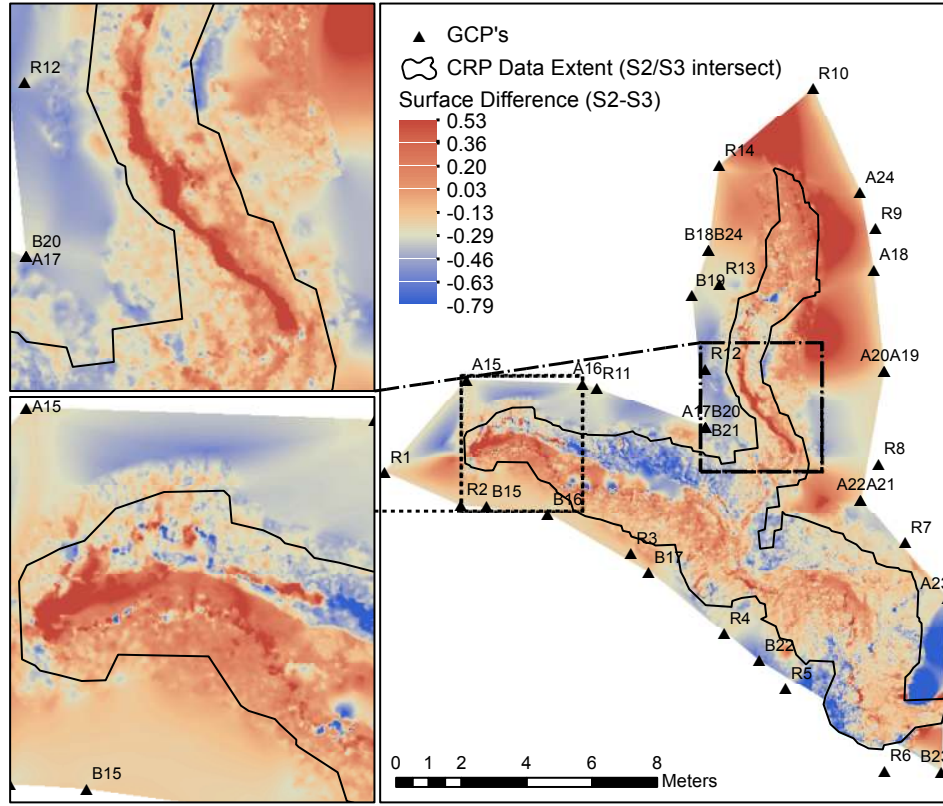 R12
B20
A17
A15
B15
GCP's
CRP Data Extent (S2/S3 intersect)
Surface Difference (S2-S3)
0.53
0.36
0.20
0.03
-0.13
-0.29
-0.46
-0.63
-0.79
R10
R14
A24
R9
B18B24
A18
R13
B19
R12
A20A19
A15
A16
R11
A17B20
B21
R1
R8
R2
B15
B16
A22A21
R7
R3
B17
A23
R4
B22
R5
R6
B23
0 1 2 4 6 8
Meters